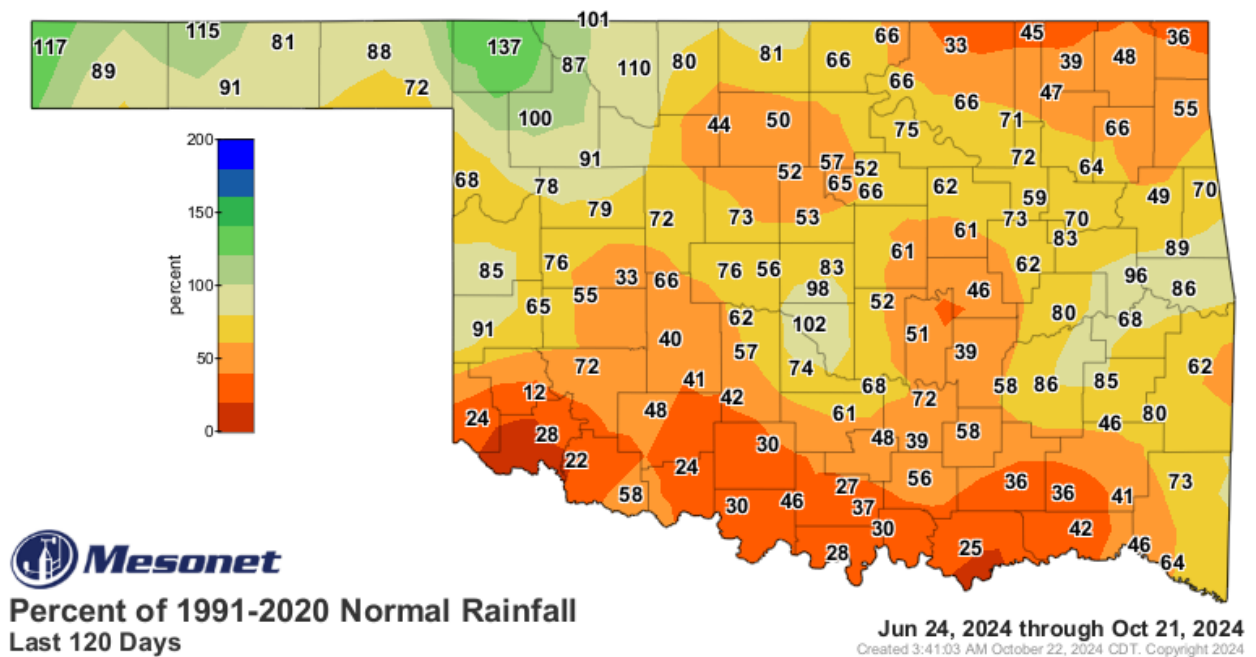 101
117 115 81 88 72 137 87 110 80 81 66 66 33 45 39 48 36
89 91 100 44 50 66 75 66 71 47 66 55
200
91 52 57 52 65 66 62 72 64 59 49 70
68 78 79 72 73 53 61 61 73 70 83 89
150
85 76 33 66 76 56 83 98 62 46 96 86
percent
100
91 65 55 40 62 57 102 74 52 51 39 80 68
50
72 41 42 68 72 58 86 85 62
12 48 61 48 39 58 46 80
0
24 28 22 24 30 27 56 36 36 41 73
58 30 46 37 30 42 46 64
28 25
Mesonet
Percent of 1991-2020 Normal Rainfall
Last 120 Days
Jun 24, 2024 through Oct 21, 2024
Created 3:41:03 AM October 22, 2024 CDT. Copyright 2024